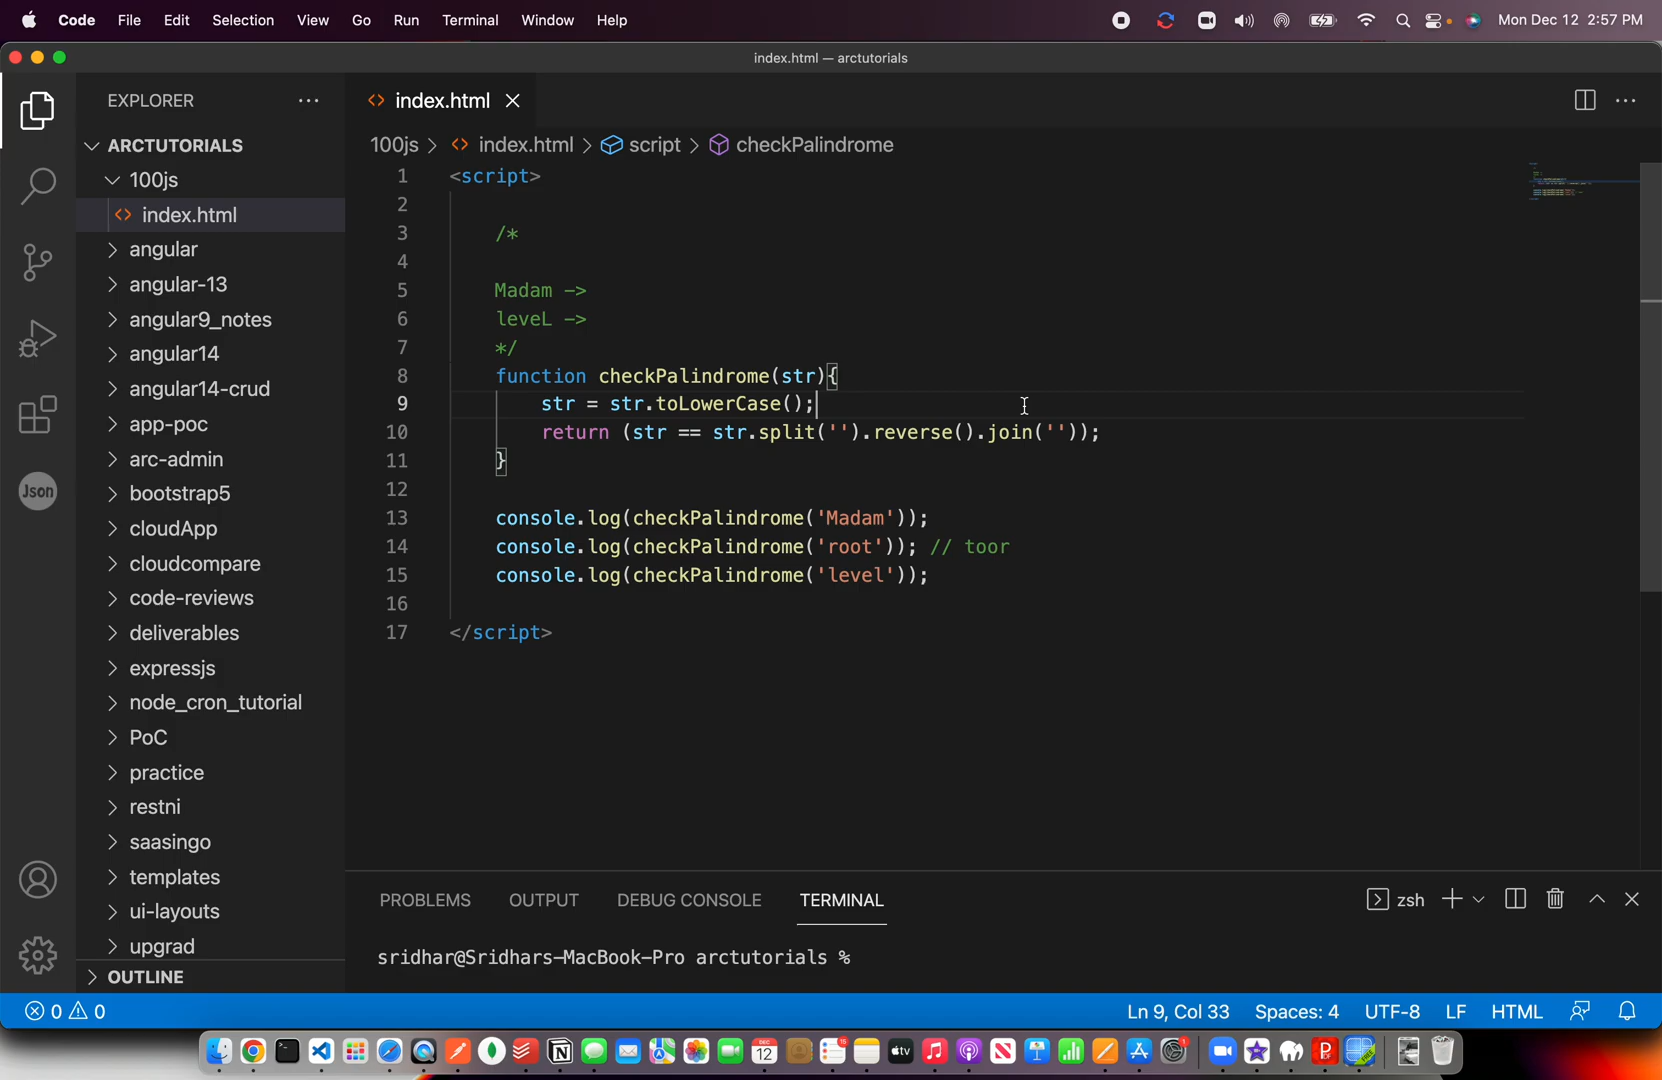 Code File Edit Selection View Go Run Terminal Window Help Mon Dec 12 2:57 PM
index.html — arctutorials
EXPLORER
ARCTUTORIALS
100js
index.html
angular
angular-13
angular9_notes
angular14
angular14-crud
app-poc
arc-admin
bootstrap5
cloudApp
cloudcompare
code-reviews
deliverables
expressjs
node_cron_tutorial
PoC
practice
restni
saasingo
templates
ui-layouts
upgrad
OUTLINE
Json
index.html
100js > index.html > script > checkPalindrome
1 <script>
2
3 /*
4
5 Madam ->
6 leveL ->
7 */
8 function checkPalindrome(str){
9 str = str.toLowerCase();
10 return (str == str.split('').reverse().join(''));
11 }
12
13 console.log(checkPalindrome('Madam'));
14 console.log(checkPalindrome('root')); // toor
15 console.log(checkPalindrome('level'));
16
17 </script>
PROBLEMS OUTPUT DEBUG CONSOLE TERMINAL zsh
sridhar@Sridhars-MacBook-Pro arctutorials %
0 0 Ln 9, Col 33 Spaces: 4 UTF-8 LF HTML
DEC 12 15 tv 1